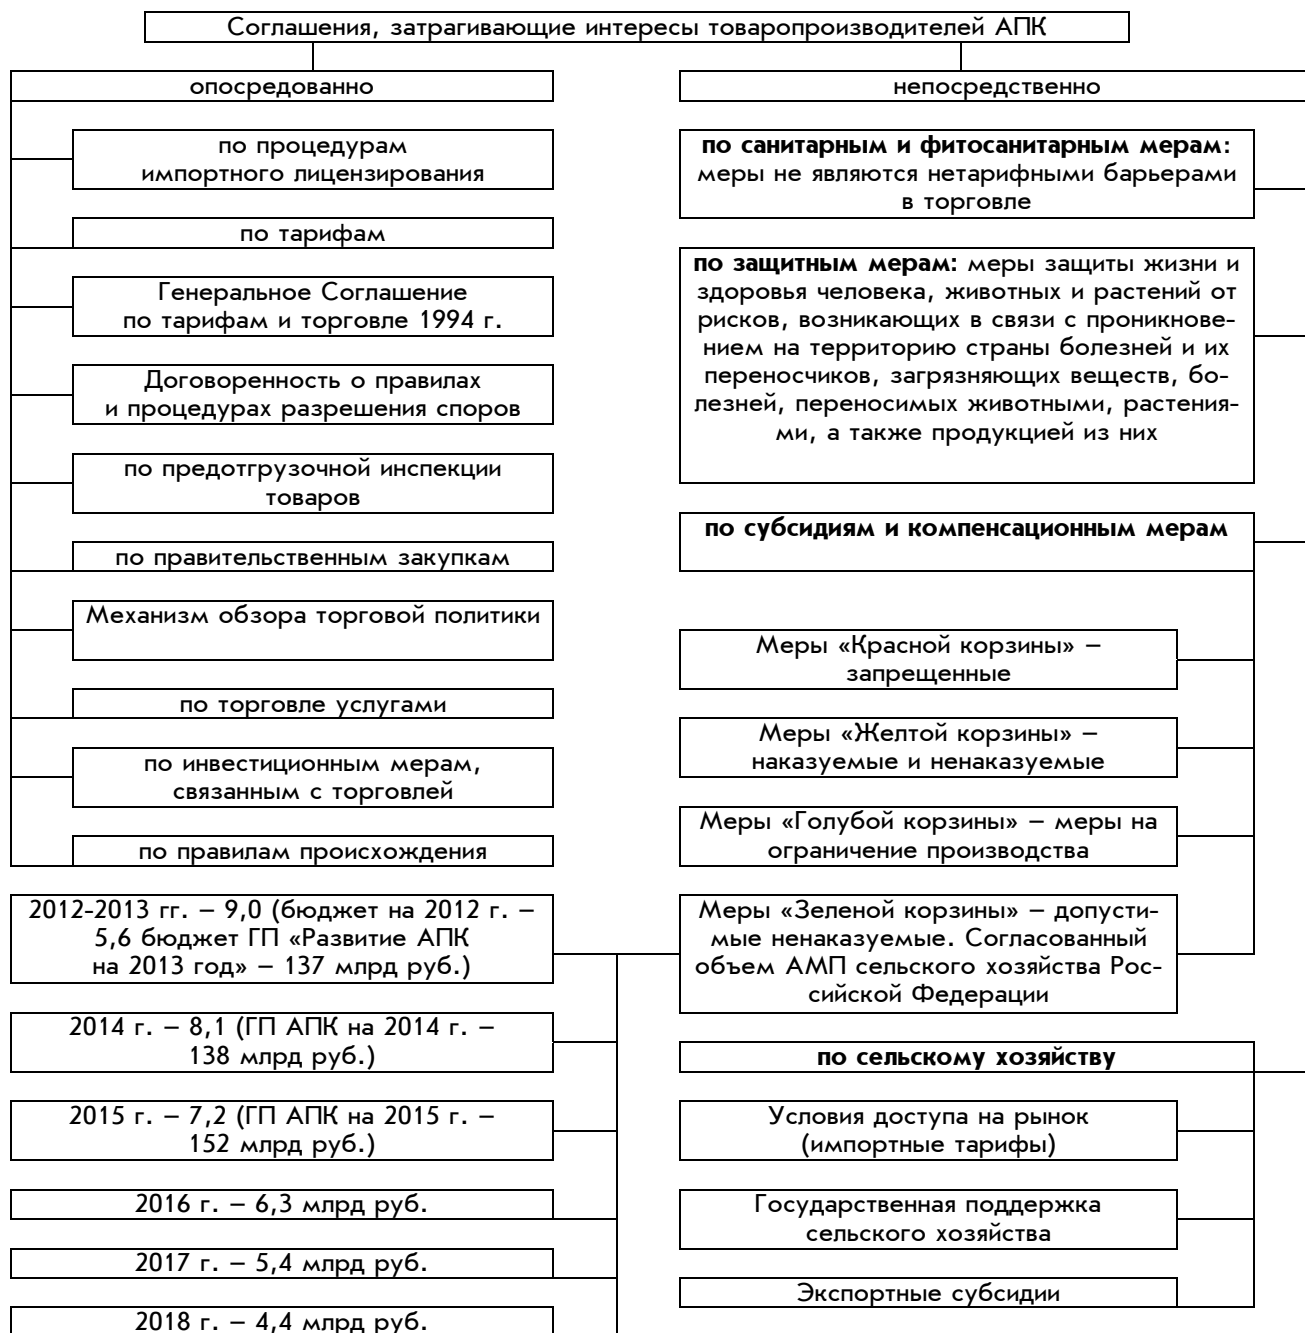 Соглашения, затрагивающие интересы товаропроизводителей АПК
опосредованно
по процедурам
импортного лицензирования
по тарифам
Генеральное Соглашение
по тарифам и торговле 1994 г.
Договоренность о правилах
и процедурах разрешения споров
по предотгрузочной инспекции
товаров
по правительственным закупкам
Механизм обзора торговой политики
по торговле услугами
по инвестиционным мерам,
связанным с торговлей
по правилам происхождения
2012-2013 гг. – 9,0 (бюджет на 2012 г. –
5,6 бюджет ГП «Развитие АПК
на 2013 год» – 137 млрд руб.)
2014 г. – 8,1 (ГП АПК на 2014 г. –
138 млрд руб.)
2015 г. – 7,2 (ГП АПК на 2015 г. –
152 млрд руб.)
2016 г. – 6,3 млрд руб.
2017 г. – 5,4 млрд руб.
2018 г. – 4,4 млрд руб.
непосредственно
по санитарным и фитосанитарным мерам:
меры не являются нетарифными барьерами
в торговле
по защитным мерам: меры защиты жизни и
здоровья человека, животных и растений от
рисков, возникающих в связи с проникнове-
нием на территорию страны болезней и их
переносчиков, загрязняющих веществ, бо-
лезней, переносимых животными, растения-
ми, а также продукцией из них
по субсидиям и компенсационным мерам
Меры «Красной корзины» –
запрещенные
Меры «Желтой корзины» –
наказуемые и ненаказуемые
Меры «Голубой корзины» – меры на
ограничение производства
Меры «Зеленой корзины» – допусти-
мые ненаказуемые. Согласованный
объем АМП сельского хозяйства Рос-
сийской Федерации
по сельскому хозяйству
Условия доступа на рынок
(импортные тарифы)
Государственная поддержка
сельского хозяйства
Экспортные субсидии